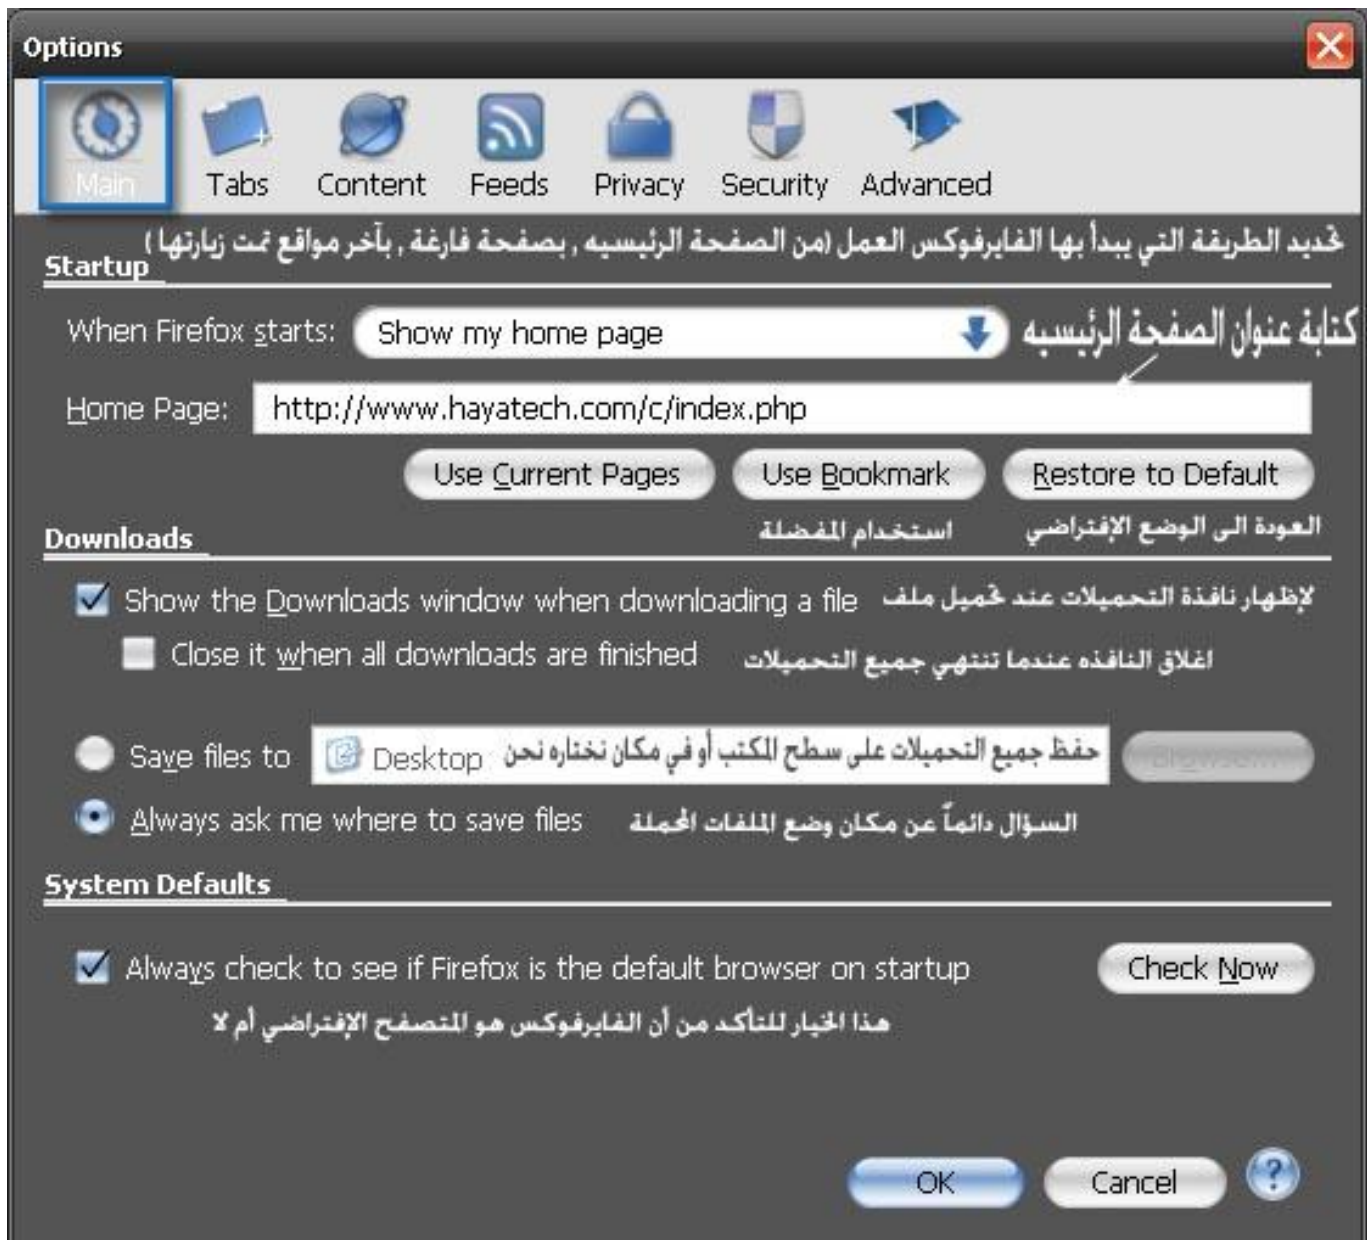 Options
Main Tabs Content Feeds Privacy Security Advanced
تحديد الطريقة التي يبدأ بها الفايرفوكس العمل (من الصفحة الرئيسيه , بصفحة فارغة , بآخر مواقع تمت زيارتها )
Startup
When Firefox starts: Show my home page كتابة عنوان الصفحة الرئيسيه
Home Page: http://www.hayatech.com/c/index.php
Use Current Pages Use Bookmark Restore to Default
استخدام المفضلة العودة الى الوضع الإفتراضي
Downloads
Show the Downloads window when downloading a file لإظهار نافذة التحميلات عند تحميل ملف
Close it when all downloads are finished اغلاق النافذه عندما تنتهي جميع التحميلات
Save files to Desktop حفظ جميع التحميلات على سطح المكتب أو في مكان نختاره نحن Browse...
Always ask me where to save files السؤال دائماً عن مكان وضع الملفات المحملة
System Defaults
Always check to see if Firefox is the default browser on startup Check Now
هذا الخيار للتأكد من أن الفايرفوكس هو المتصفح الإفتراضي أم لا
OK Cancel ?